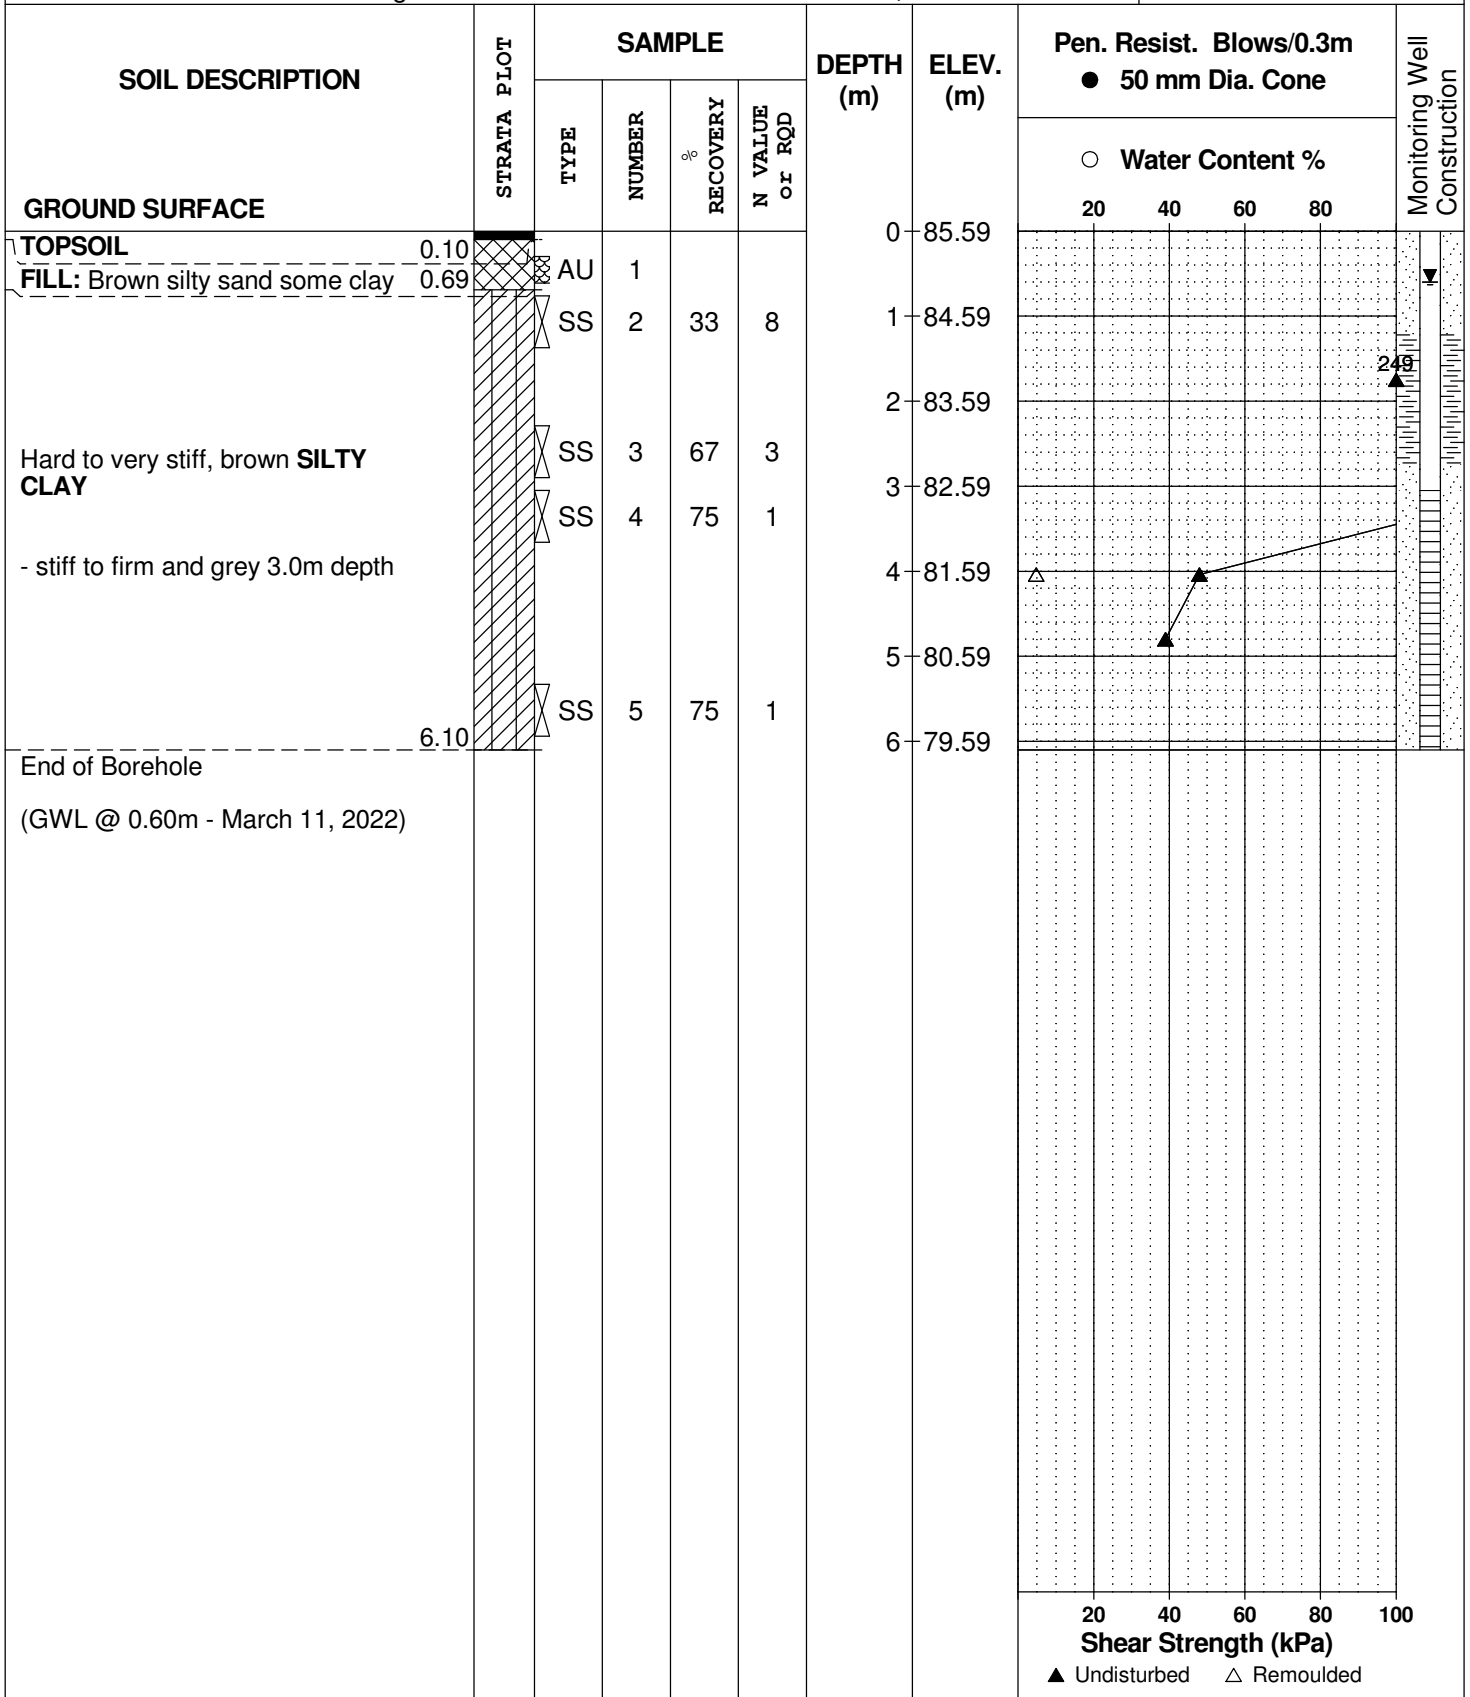 SOIL DESCRIPTION
GROUND SURFACE
STRATA PLOT
SAMPLE
TYPE
NUMBER
% RECOVERY
N VALUE or RQD
DEPTH (m)
ELEV. (m)
Pen. Resist. Blows/0.3m
● 50 mm Dia. Cone
○ Water Content %
20 40 60 80
Monitoring Well Construction
0 85.59
TOPSOIL 0.10
FILL: Brown silty sand some clay 0.69
AU 1
SS 2 33 8
1 84.59
249
2 83.59
Hard to very stiff, brown SILTY
CLAY
SS 3 67 3
3 82.59
SS 4 75 1
- stiff to firm and grey 3.0m depth
4 81.59
5 80.59
SS 5 75 1
6.10
6 79.59
End of Borehole
(GWL @ 0.60m - March 11, 2022)
20 40 60 80 100
Shear Strength (kPa)
▲ Undisturbed △ Remoulded